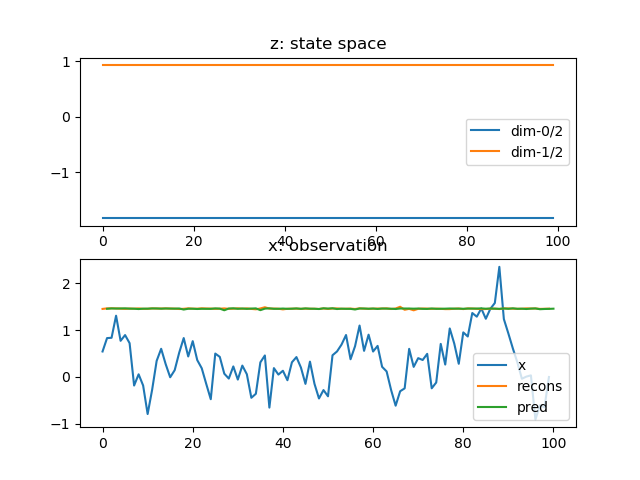 z: state space
1
0
−1
dim-0/2
dim-1/2
0 20 40 60 80 100
x: observation
2
1
0
−1
x
recons
pred
0 20 40 60 80 100